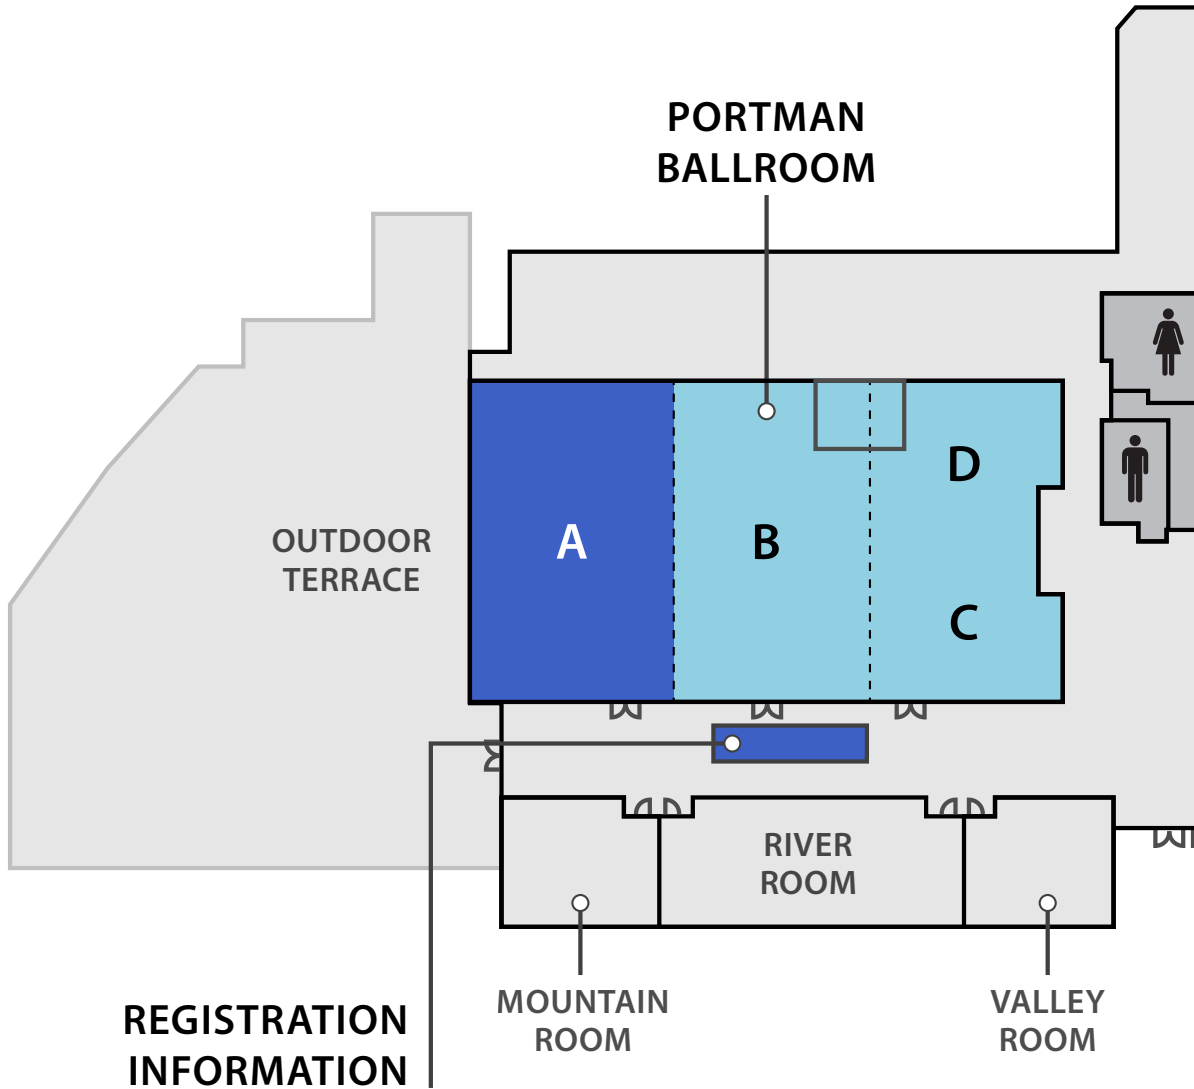 PORTMAN
BALLROOM
OUTDOOR
TERRACE
A
B
D
C
RIVER
ROOM
MOUNTAIN
ROOM
VALLEY
ROOM
REGISTRATION
INFORMATION